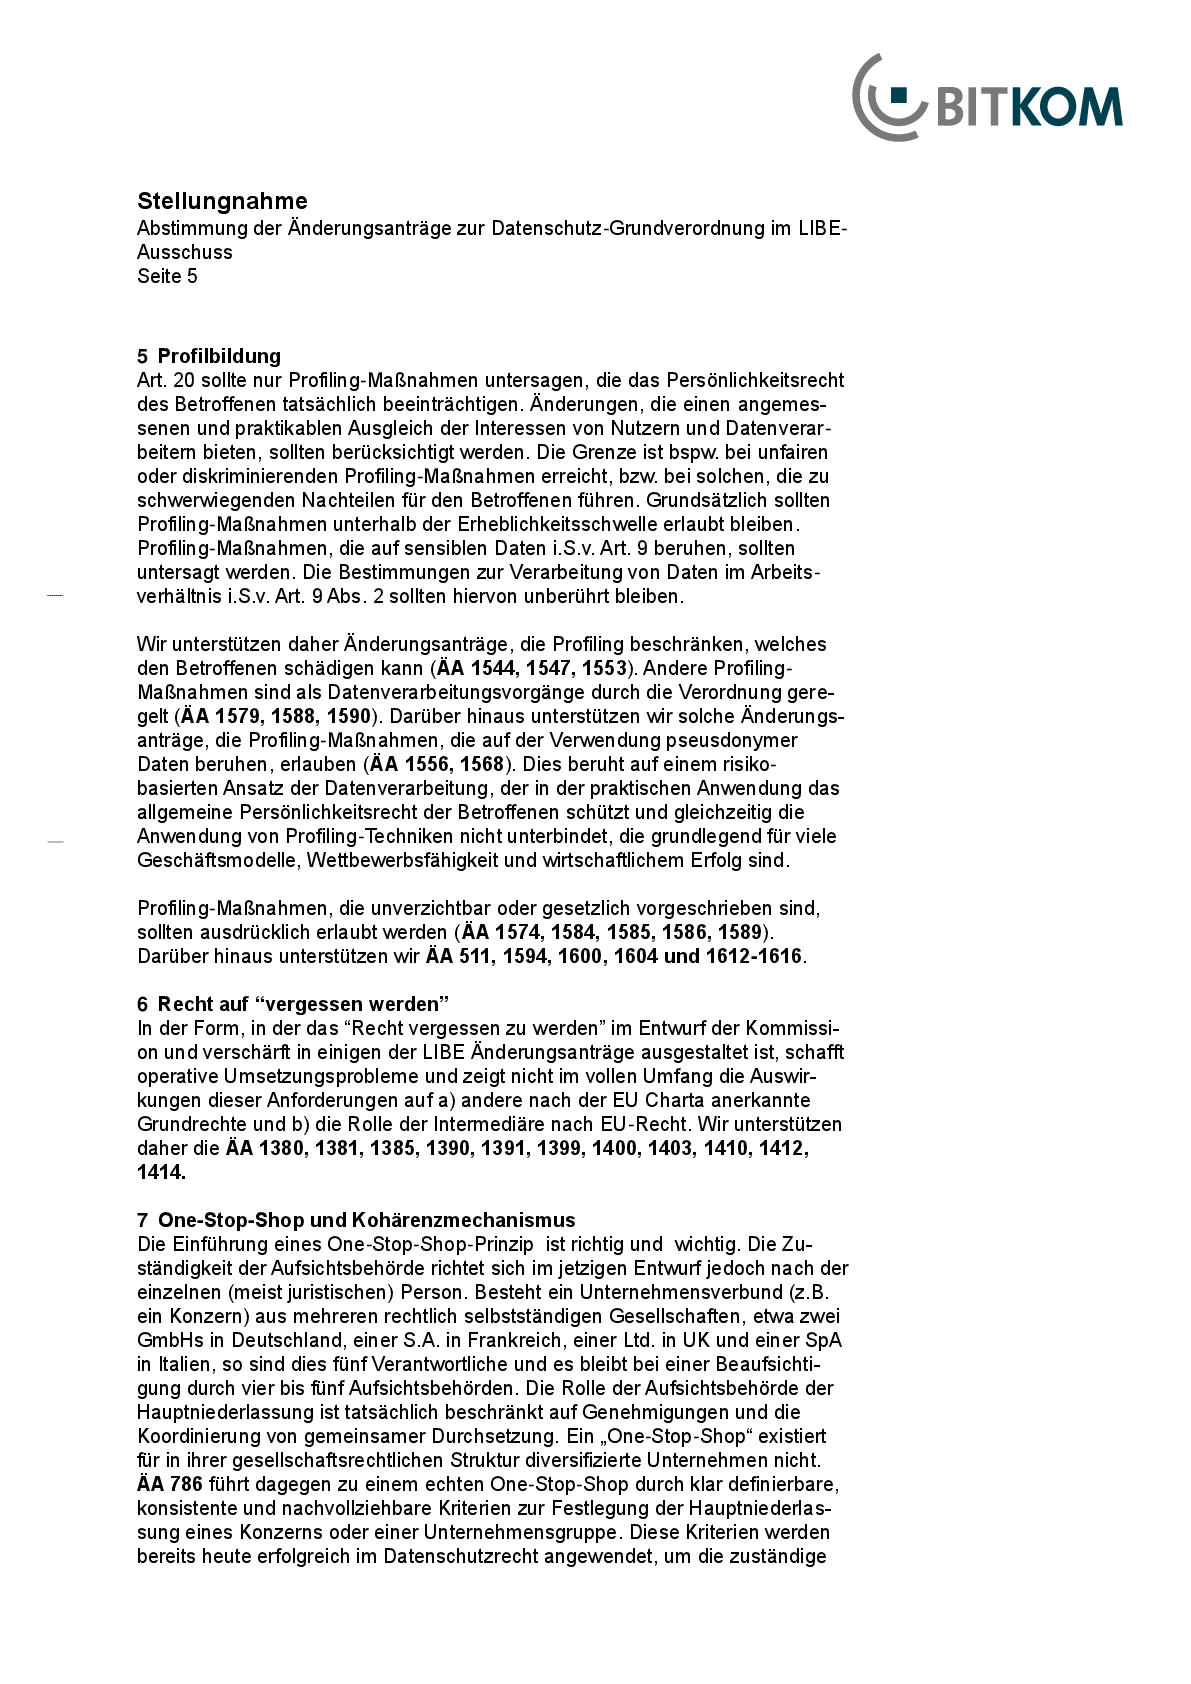 BITKOM
Stellungnahme
Abstimmung der Änderungsanträge zur Datenschutz-Grundverordnung im LIBE-
Ausschuss
Seite 5
5 Profilbildung
Art. 20 sollte nur Profiling-Maßnahmen untersagen, die das Persönlichkeitsrecht
des Betroffenen tatsächlich beeinträchtigen. Änderungen, die einen angemes-
senen und praktikablen Ausgleich der Interessen von Nutzern und Datenverar-
beitern bieten, sollten berücksichtigt werden. Die Grenze ist bspw. bei unfairen
oder diskriminierenden Profiling-Maßnahmen erreicht, bzw. bei solchen, die zu
schwerwiegenden Nachteilen für den Betroffenen führen. Grundsätzlich sollten
Profiling-Maßnahmen unterhalb der Erheblichkeitsschwelle erlaubt bleiben.
Profiling-Maßnahmen, die auf sensiblen Daten i.S.v. Art. 9 beruhen, sollten
untersagt werden. Die Bestimmungen zur Verarbeitung von Daten im Arbeits-
verhältnis i.S.v. Art. 9 Abs. 2 sollten hiervon unberührt bleiben.
Wir unterstützen daher Änderungsanträge, die Profiling beschränken, welches
den Betroffenen schädigen kann (ÄA 1544, 1547, 1553). Andere Profiling-
Maßnahmen sind als Datenverarbeitungsvorgänge durch die Verordnung gere-
gelt (ÄA 1579, 1588, 1590). Darüber hinaus unterstützen wir solche Änderungs-
anträge, die Profiling-Maßnahmen, die auf der Verwendung pseusdonymer
Daten beruhen, erlauben (ÄA 1556, 1568). Dies beruht auf einem risiko-
basierten Ansatz der Datenverarbeitung, der in der praktischen Anwendung das
allgemeine Persönlichkeitsrecht der Betroffenen schützt und gleichzeitig die
Anwendung von Profiling-Techniken nicht unterbindet, die grundlegend für viele
Geschäftsmodelle, Wettbewerbsfähigkeit und wirtschaftlichem Erfolg sind.
Profiling-Maßnahmen, die unverzichtbar oder gesetzlich vorgeschrieben sind,
sollten ausdrücklich erlaubt werden (ÄA 1574, 1584, 1585, 1586, 1589).
Darüber hinaus unterstützen wir ÄA 511, 1594, 1600, 1604 und 1612-1616.
6 Recht auf “vergessen werden”
In der Form, in der das “Recht vergessen zu werden” im Entwurf der Kommissi-
on und verschärft in einigen der LIBE Änderungsanträge ausgestaltet ist, schafft
operative Umsetzungsprobleme und zeigt nicht im vollen Umfang die Auswir-
kungen dieser Anforderungen auf a) andere nach der EU Charta anerkannte
Grundrechte und b) die Rolle der Intermediäre nach EU-Recht. Wir unterstützen
daher die ÄA 1380, 1381, 1385, 1390, 1391, 1399, 1400, 1403, 1410, 1412,
1414.
7 One-Stop-Shop und Kohärenzmechanismus
Die Einführung eines One-Stop-Shop-Prinzip ist richtig und wichtig. Die Zu-
ständigkeit der Aufsichtsbehörde richtet sich im jetzigen Entwurf jedoch nach der
einzelnen (meist juristischen) Person. Besteht ein Unternehmensverbund (z.B.
ein Konzern) aus mehreren rechtlich selbstständigen Gesellschaften, etwa zwei
GmbHs in Deutschland, einer S.A. in Frankreich, einer Ltd. in UK und einer SpA
in Italien, so sind dies fünf Verantwortliche und es bleibt bei einer Beaufsichti-
gung durch vier bis fünf Aufsichtsbehörden. Die Rolle der Aufsichtsbehörde der
Hauptniederlassung ist tatsächlich beschränkt auf Genehmigungen und die
Koordinierung von gemeinsamer Durchsetzung. Ein „One-Stop-Shop“ existiert
für in ihrer gesellschaftsrechtlichen Struktur diversifizierte Unternehmen nicht.
ÄA 786 führt dagegen zu einem echten One-Stop-Shop durch klar definierbare,
konsistente und nachvollziehbare Kriterien zur Festlegung der Hauptniederlas-
sung eines Konzerns oder einer Unternehmensgruppe. Diese Kriterien werden
bereits heute erfolgreich im Datenschutzrecht angewendet, um die zuständige